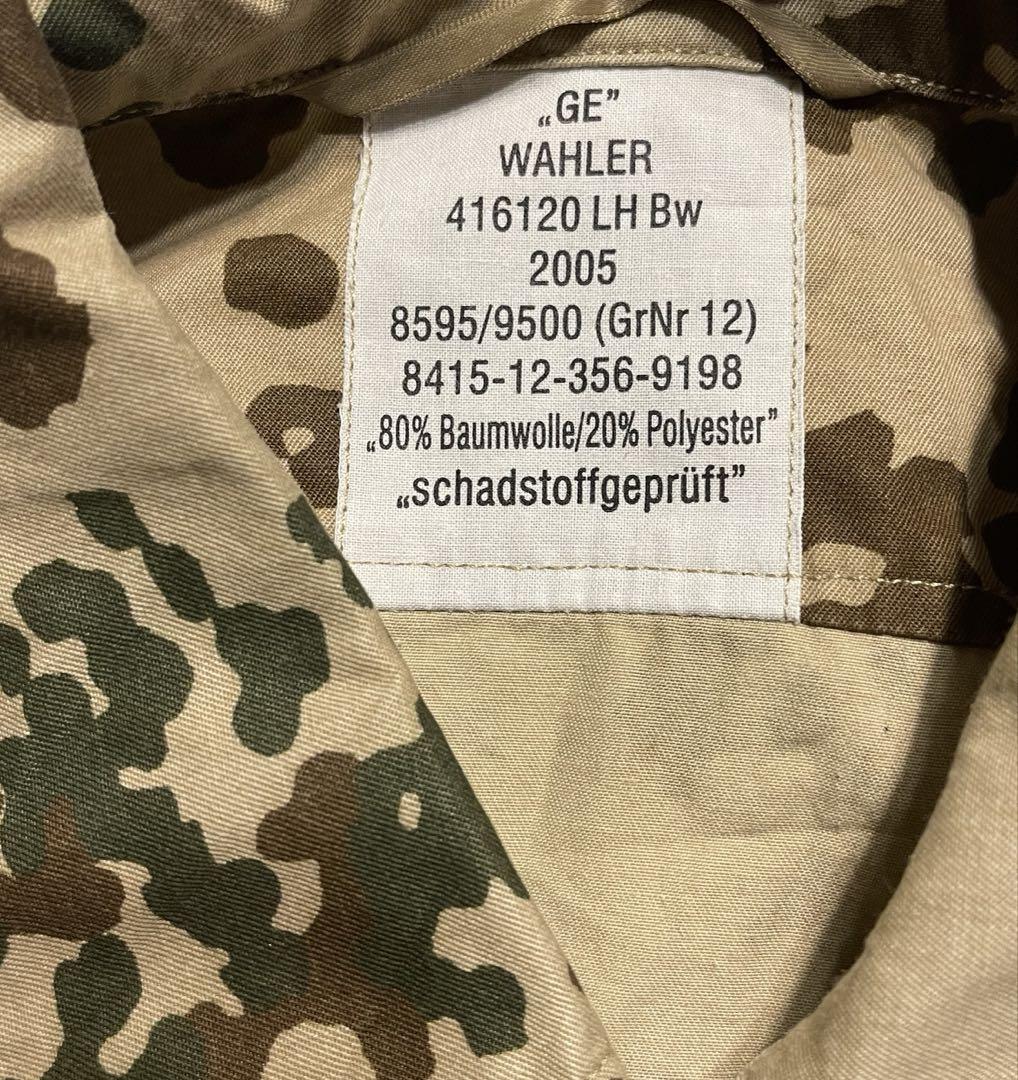 „GE”
WAHLER
416120 LH Bw
2005
8595/9500 (GrNr 12)
8415-12-356-9198
„80% Baumwolle/20% Polyester”
„schadstoffgeprüft”